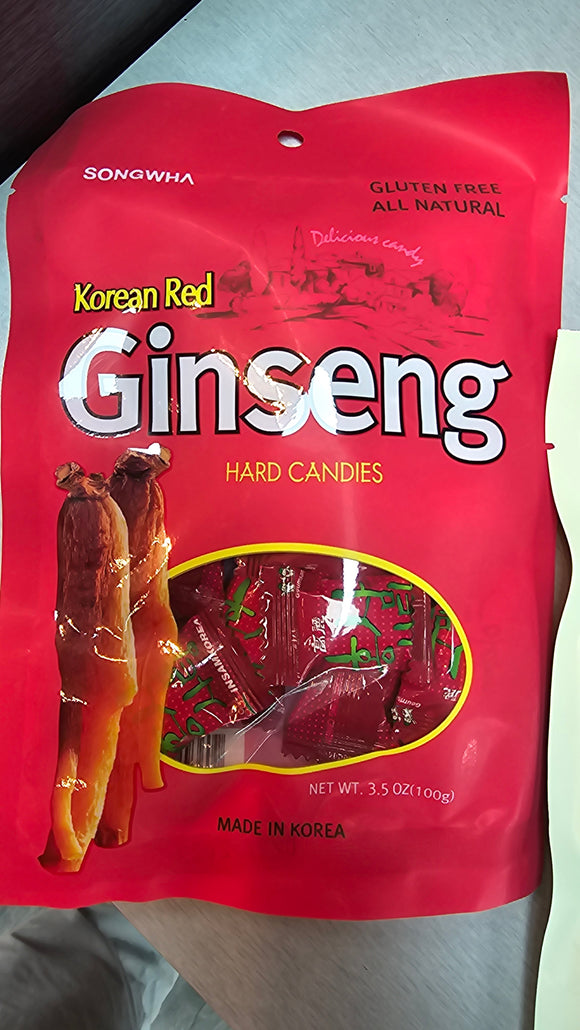 SONGWHA
GLUTEN FREE
ALL NATURAL
Delicious candy
Korean Red
Ginseng
HARD CANDIES
INSAMKOREA
NET WT. 3.5 OZ(100g)
MADE IN KOREA